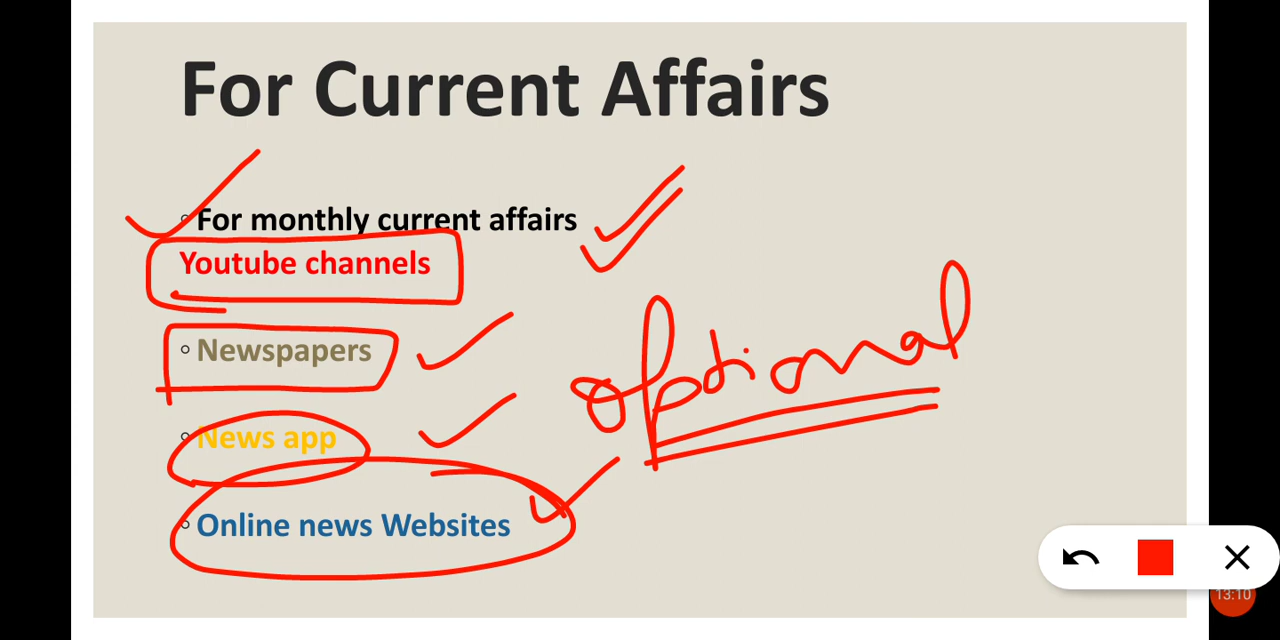 For Current Affairs
For monthly current affairs
Youtube channels
Newspapers
optional
News app
Online news Websites
13:10